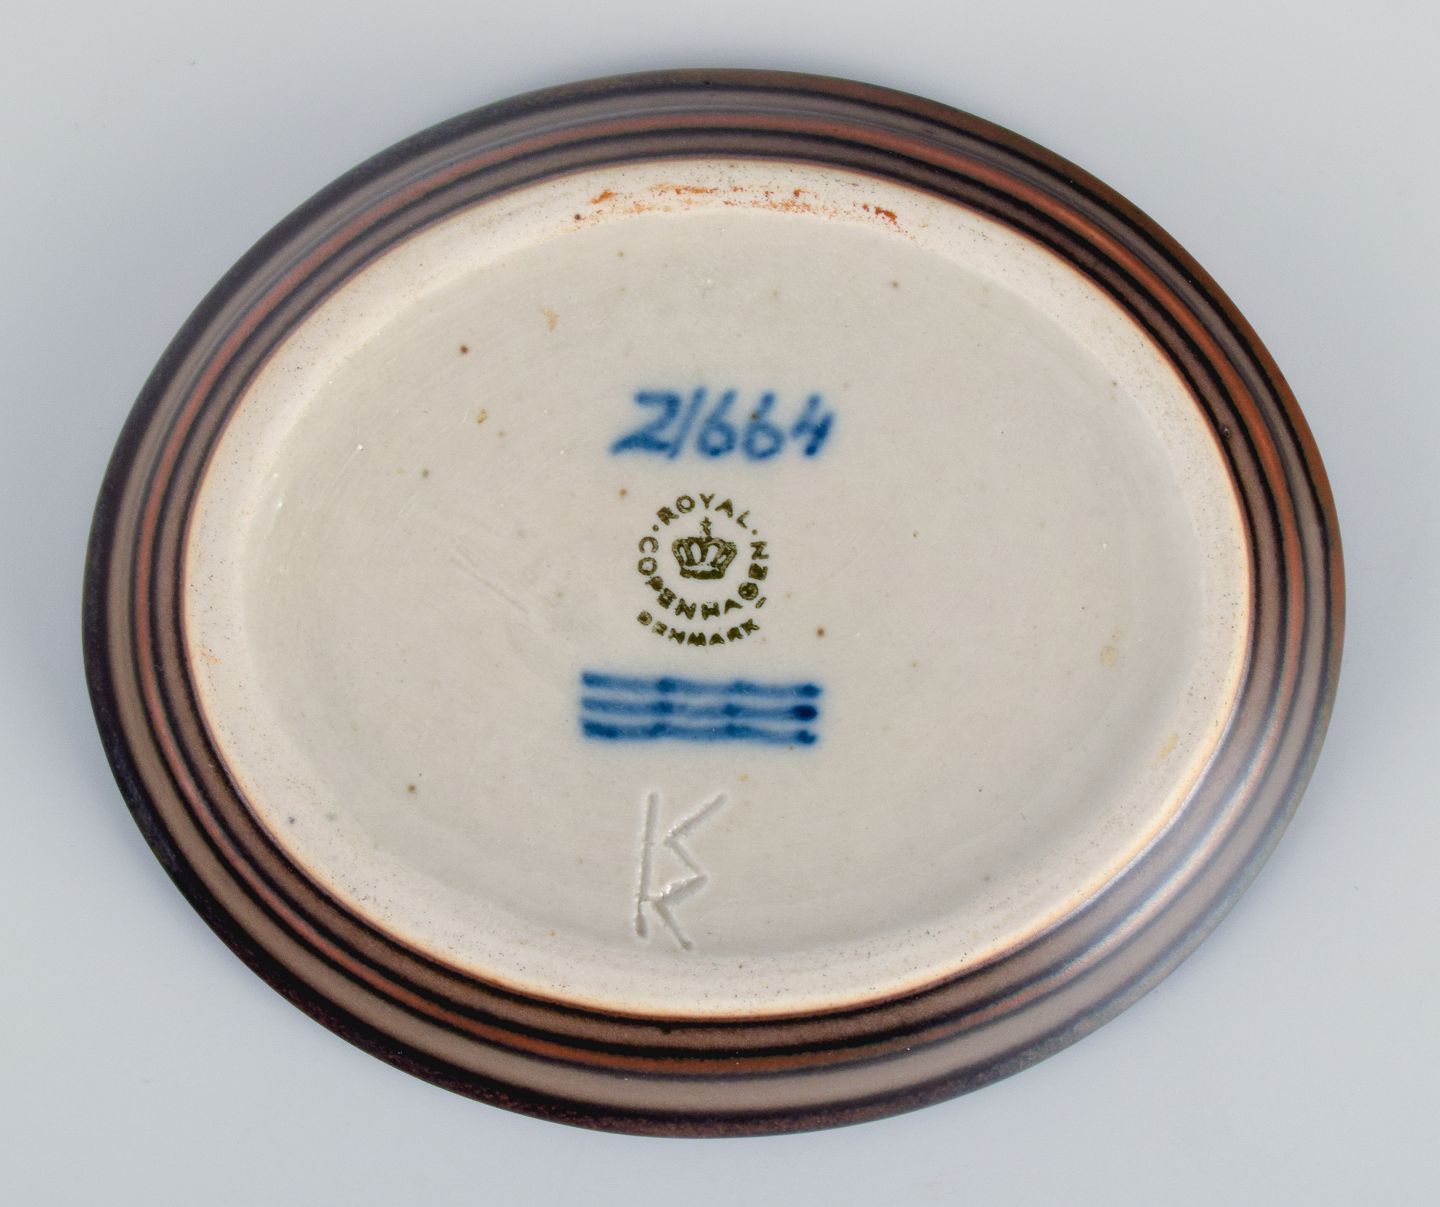 21664
ROYAL
COPENHAGEN
DENMARK